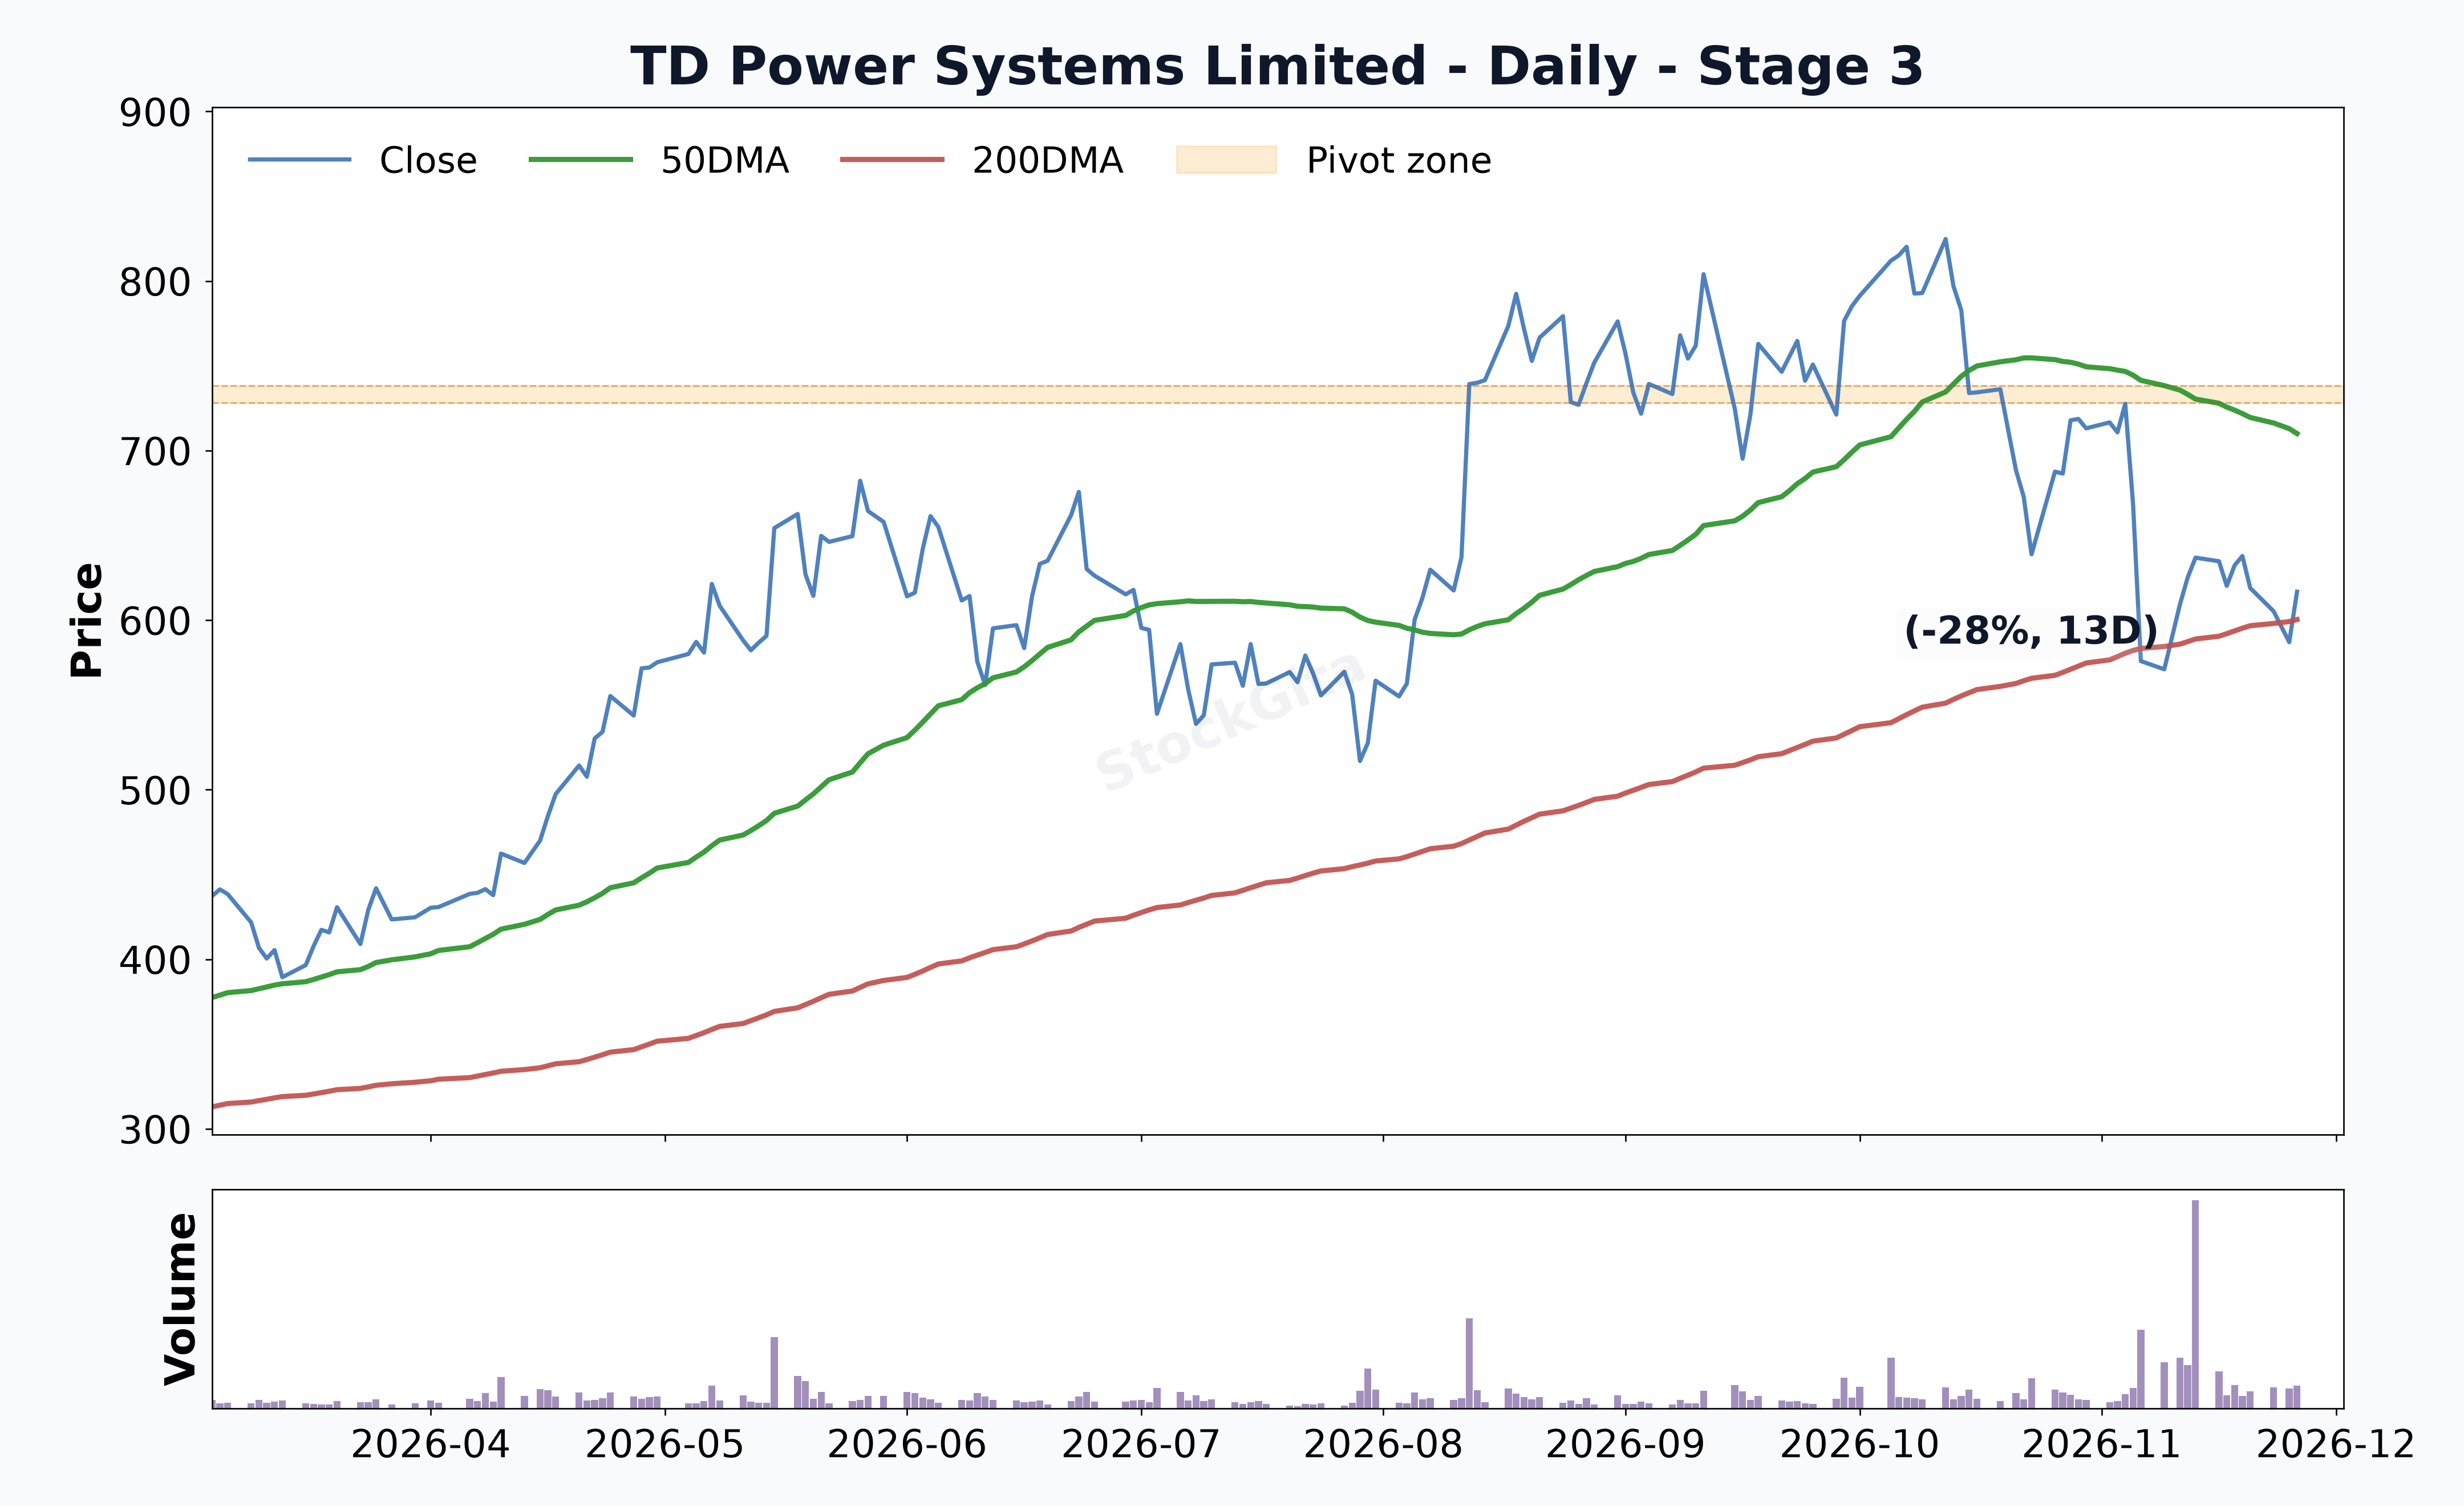 TD Power Systems Limited - Daily - Stage 3
Close 50DMA 200DMA Pivot zone
Price
900
800
700
600
500
400
300
(-28%, 13D)
StockGita
Volume
2026-04 2026-05 2026-06 2026-07 2026-08 2026-09 2026-10 2026-11 2026-12